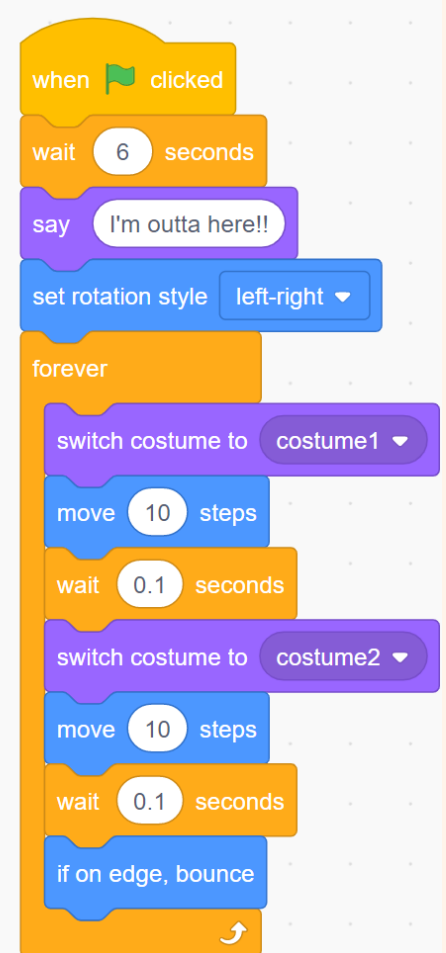 when clicked
wait 6 seconds
say I'm outta here!!
set rotation style left-right
forever
switch costume to costume1
move 10 steps
wait 0.1 seconds
switch costume to costume2
move 10 steps
wait 0.1 seconds
if on edge, bounce